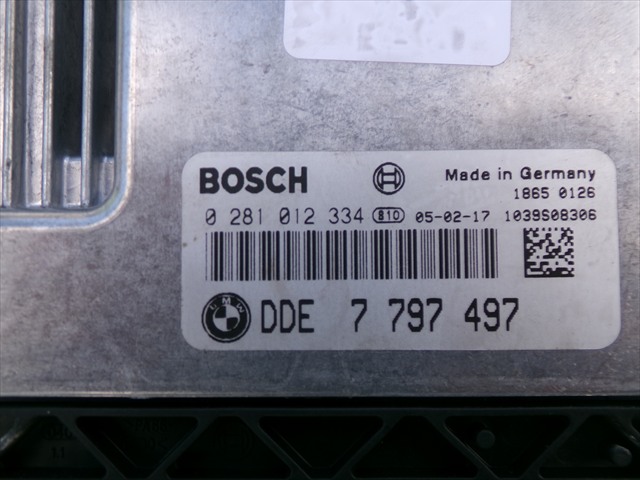 BOSCH Made in Germany
1865 0126
0 281 012 334 810 05-02-17 1039S08306
BMW DDE 7 797 497